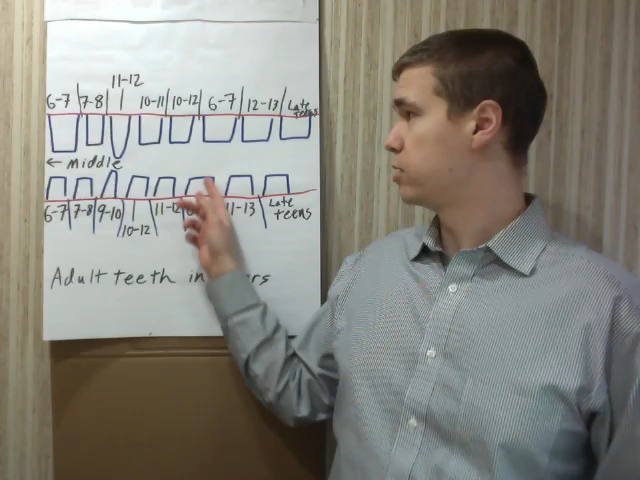 11-12
6-7 7-8 10-11 10-12 6-7 12-13 Late teens
← middle
6-7 7-8 9-10 11-12 11-13 Late teens
10-12
Adult teeth in